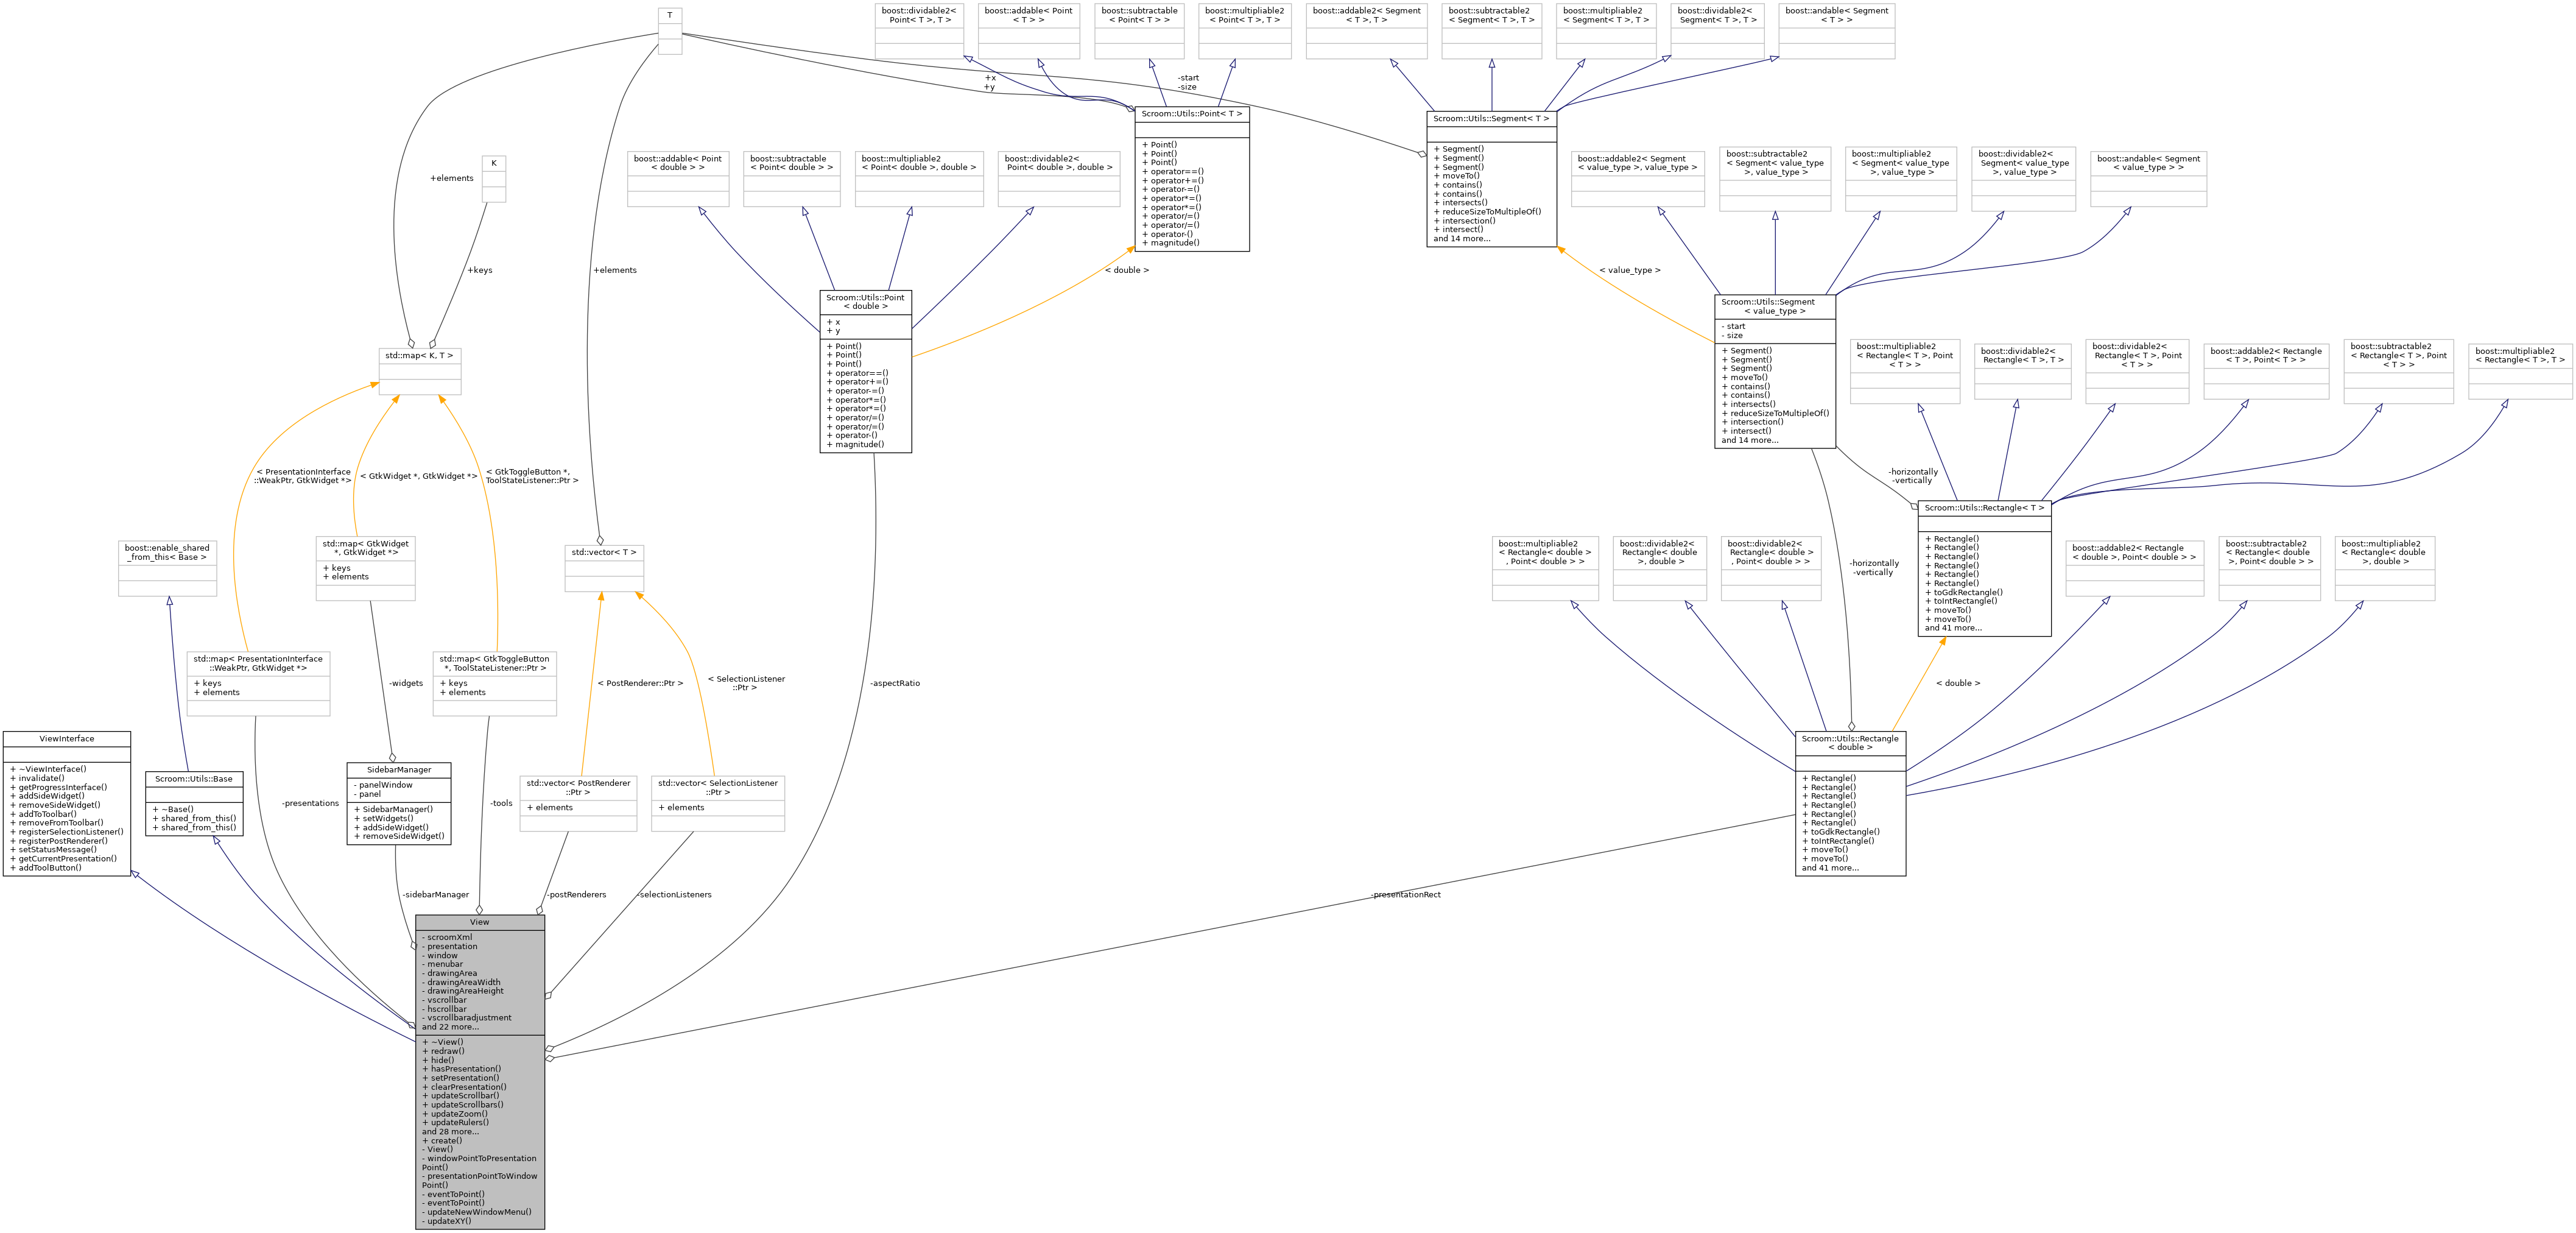 T
boost::dividable2<
Point< T >, T >
boost::addable< Point
< T > >
boost::subtractable
< Point< T > >
boost::multipliable2
< Point< T >, T >
boost::addable2< Segment
< T >, T >
boost::subtractable2
< Segment< T >, T >
boost::multipliable2
< Segment< T >, T >
boost::dividable2<
Segment< T >, T >
boost::andable< Segment
< T > >
+x
+y
-start
-size
Scroom::Utils::Point< T >
+ Point()
+ Point()
+ Point()
+ operator==()
+ operator+=()
+ operator-=()
+ operator*=()
+ operator*=()
+ operator/=()
+ operator/=()
+ operator-()
+ magnitude()
Scroom::Utils::Segment< T >
+ Segment()
+ Segment()
+ Segment()
+ moveTo()
+ contains()
+ contains()
+ intersects()
+ reduceSizeToMultipleOf()
+ intersection()
+ intersect()
and 14 more...
K
+elements
+keys
+elements
boost::addable< Point
< double > >
boost::subtractable
< Point< double > >
boost::multipliable2
< Point< double >, double >
boost::dividable2<
Point< double >, double >
boost::addable2< Segment
< value_type >, value_type >
boost::subtractable2
< Segment< value_type
>, value_type >
boost::multipliable2
< Segment< value_type
>, value_type >
boost::dividable2<
Segment< value_type
>, value_type >
boost::andable< Segment
< value_type > >
< double >
< value_type >
Scroom::Utils::Point
< double >
+ x
+ y
+ Point()
+ Point()
+ Point()
+ operator==()
+ operator+=()
+ operator-=()
+ operator*=()
+ operator*=()
+ operator/=()
+ operator/=()
+ operator-()
+ magnitude()
Scroom::Utils::Segment
< value_type >
- start
- size
+ Segment()
+ Segment()
+ Segment()
+ moveTo()
+ contains()
+ contains()
+ intersects()
+ reduceSizeToMultipleOf()
+ intersection()
+ intersect()
and 14 more...
boost::multipliable2
< Rectangle< T >, Point
< T > >
boost::dividable2<
Rectangle< T >, T >
boost::dividable2<
Rectangle< T >, Point
< T > >
boost::addable2< Rectangle
< T >, Point< T > >
boost::subtractable2
< Rectangle< T >, Point
< T > >
boost::multipliable2
< Rectangle< T >, T >
std::map< K, T >
< PresentationInterface
::WeakPtr, GtkWidget *>
< GtkWidget *, GtkWidget *>
< GtkToggleButton *,
ToolStateListener::Ptr >
-horizontally
-vertically
Scroom::Utils::Rectangle< T >
+ Rectangle()
+ Rectangle()
+ Rectangle()
+ Rectangle()
+ Rectangle()
+ Rectangle()
+ toGdkRectangle()
+ toIntRectangle()
+ moveTo()
+ moveTo()
and 41 more...
boost::enable_shared
_from_this< Base >
std::map< GtkWidget
*, GtkWidget *>
+ keys
+ elements
std::vector< T >
boost::multipliable2
< Rectangle< double >
, Point< double > >
boost::dividable2<
Rectangle< double
>, double >
boost::dividable2<
Rectangle< double >
, Point< double > >
-horizontally
-vertically
boost::addable2< Rectangle
< double >, Point< double > >
boost::subtractable2
< Rectangle< double
>, Point< double > >
boost::multipliable2
< Rectangle< double
>, double >
std::map< PresentationInterface
::WeakPtr, GtkWidget *>
+ keys
+ elements
-widgets
std::map< GtkToggleButton
*, ToolStateListener::Ptr >
+ keys
+ elements
< PostRenderer::Ptr >
< SelectionListener
::Ptr >
-aspectRatio
< double >
ViewInterface
+ ~ViewInterface()
+ invalidate()
+ getProgressInterface()
+ addSideWidget()
+ removeSideWidget()
+ addToToolbar()
+ removeFromToolbar()
+ registerSelectionListener()
+ registerPostRenderer()
+ setStatusMessage()
+ getCurrentPresentation()
+ addToolButton()
Scroom::Utils::Base
+ ~Base()
+ shared_from_this()
+ shared_from_this()
-presentations
SidebarManager
- panelWindow
- panel
+ SidebarManager()
+ setWidgets()
+ addSideWidget()
+ removeSideWidget()
-tools
std::vector< PostRenderer
::Ptr >
+ elements
std::vector< SelectionListener
::Ptr >
+ elements
Scroom::Utils::Rectangle
< double >
+ Rectangle()
+ Rectangle()
+ Rectangle()
+ Rectangle()
+ Rectangle()
+ Rectangle()
+ toGdkRectangle()
+ toIntRectangle()
+ moveTo()
+ moveTo()
and 41 more...
-sidebarManager
-postRenderers
-selectionListeners
-presentationRect
View
- scroomXml
- presentation
- window
- menubar
- drawingArea
- drawingAreaWidth
- drawingAreaHeight
- vscrollbar
- hscrollbar
- vscrollbaradjustment
and 22 more...
+ ~View()
+ redraw()
+ hide()
+ hasPresentation()
+ setPresentation()
+ clearPresentation()
+ updateScrollbar()
+ updateScrollbars()
+ updateZoom()
+ updateRulers()
and 28 more...
+ create()
- View()
- windowPointToPresentation
Point()
- presentationPointToWindow
Point()
- eventToPoint()
- eventToPoint()
- updateNewWindowMenu()
- updateXY()